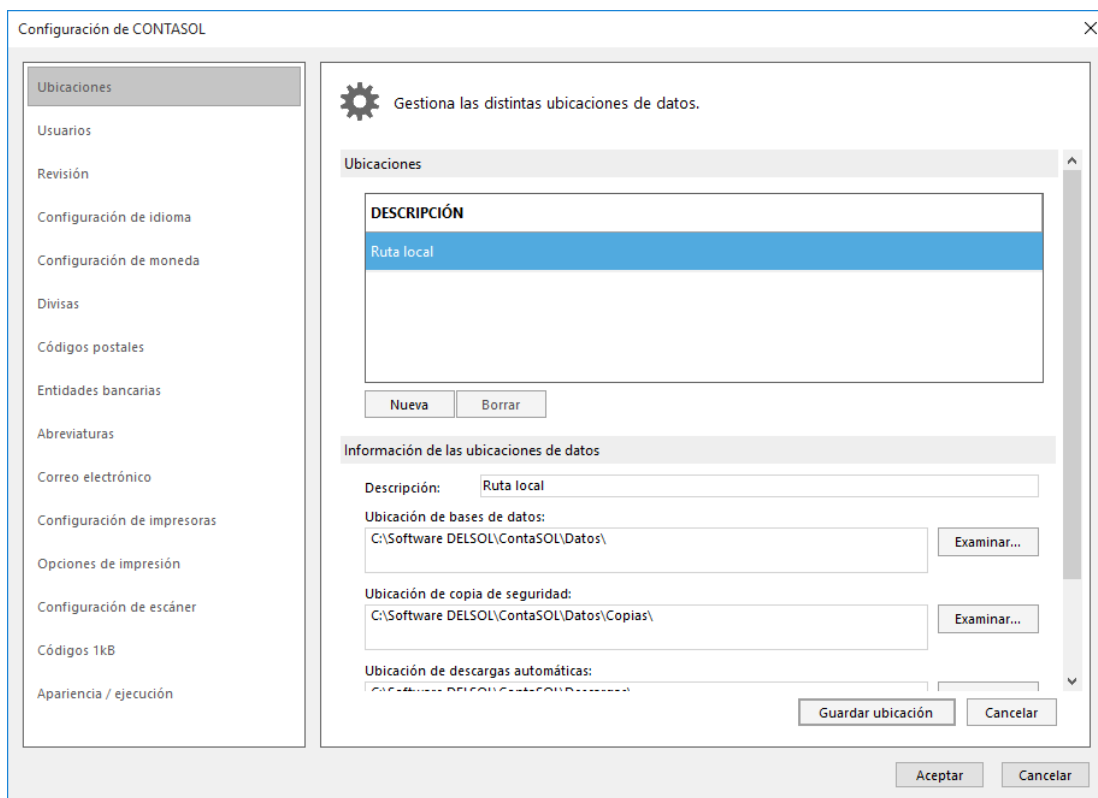 Configuración de CONTASOL
Ubicaciones
Usuarios
Revisión
Configuración de idioma
Configuración de moneda
Divisas
Códigos postales
Entidades bancarias
Abreviaturas
Correo electrónico
Configuración de impresoras
Opciones de impresión
Configuración de escáner
Códigos 1kB
Apariencia / ejecución
Gestiona las distintas ubicaciones de datos.
Ubicaciones
DESCRIPCIÓN
Ruta local
Nueva Borrar
Información de las ubicaciones de datos
Descripción: Ruta local
Ubicación de bases de datos:
C:\Software DELSOL\ContaSOL\Datos\ Examinar...
Ubicación de copia de seguridad:
C:\Software DELSOL\ContaSOL\Datos\Copias\ Examinar...
Ubicación de descargas automáticas:
C:\Software DELSOL\ContaSOL\Descargas\
Guardar ubicación Cancelar
Aceptar Cancelar